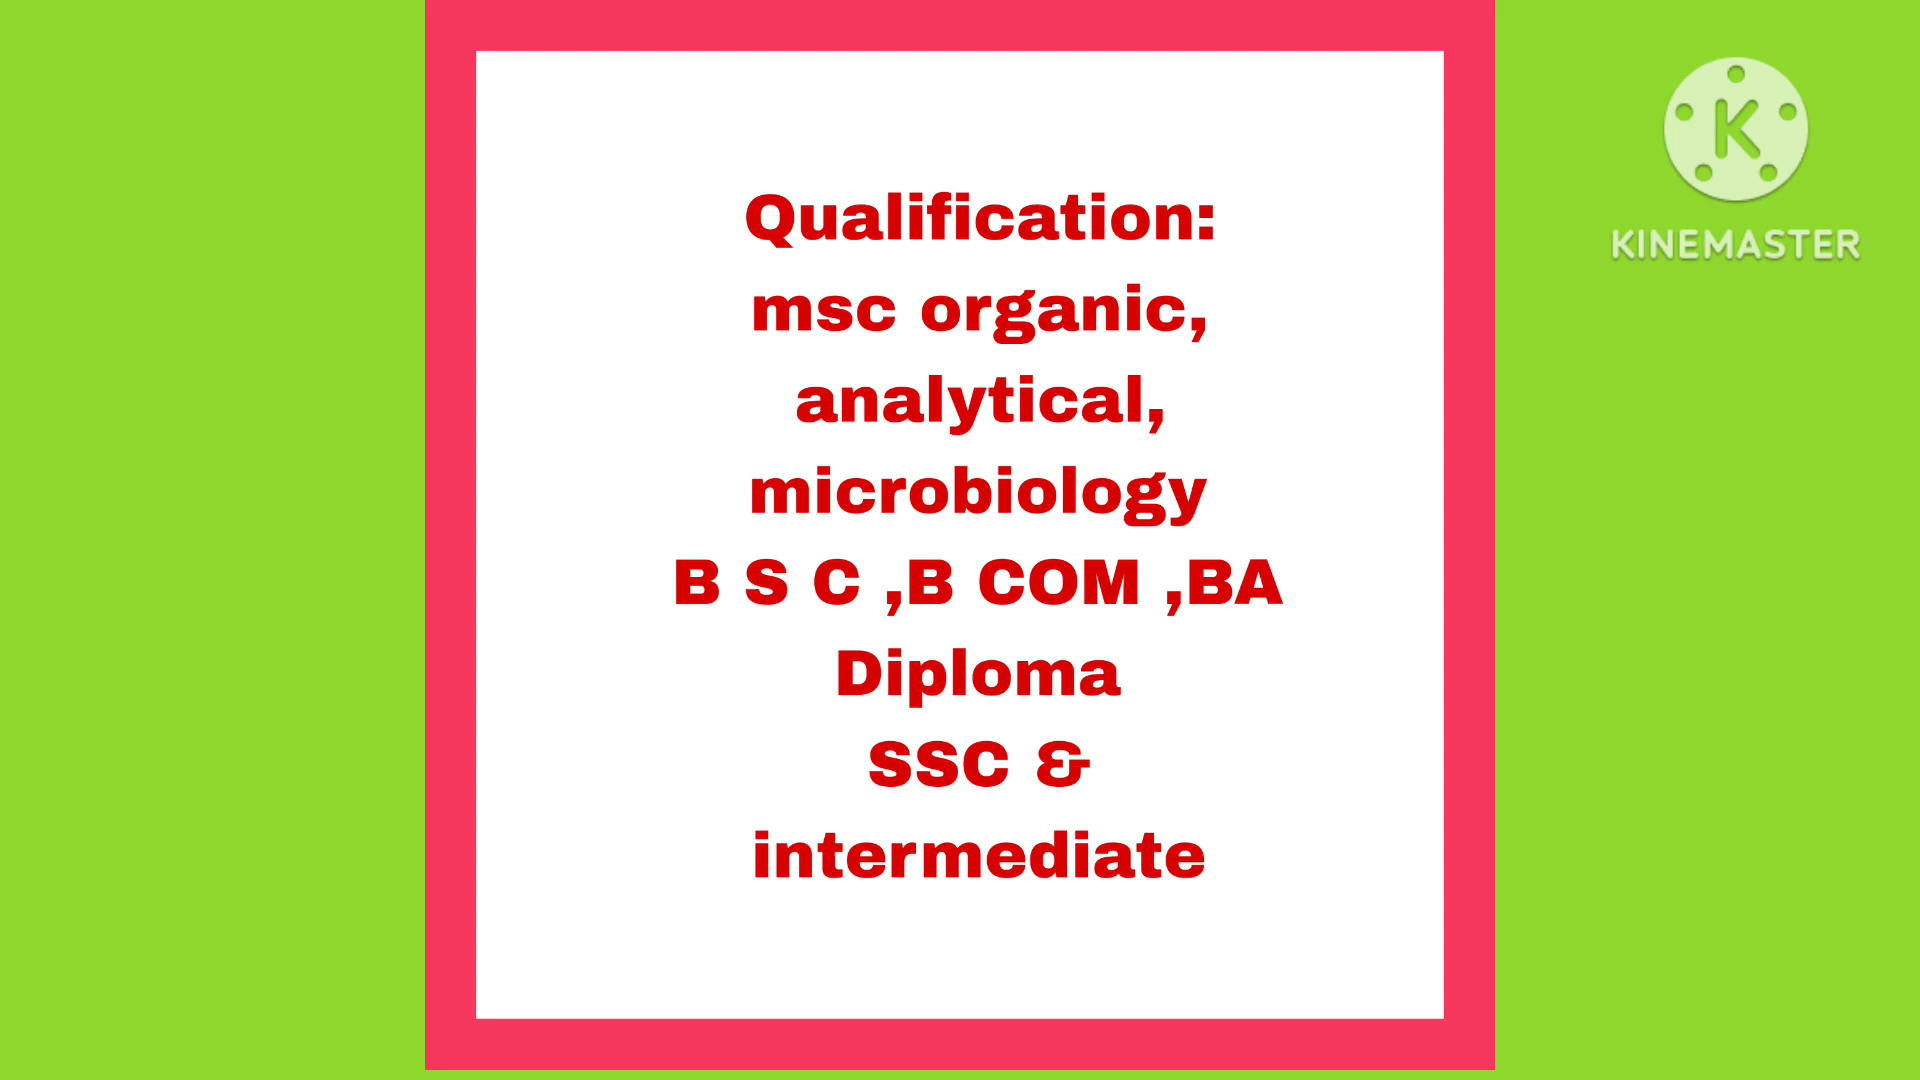 Qualification:
msc organic,
analytical,
microbiology
B S C ,B COM ,BA
Diploma
SSC &
intermediate
K
KINEMASTER